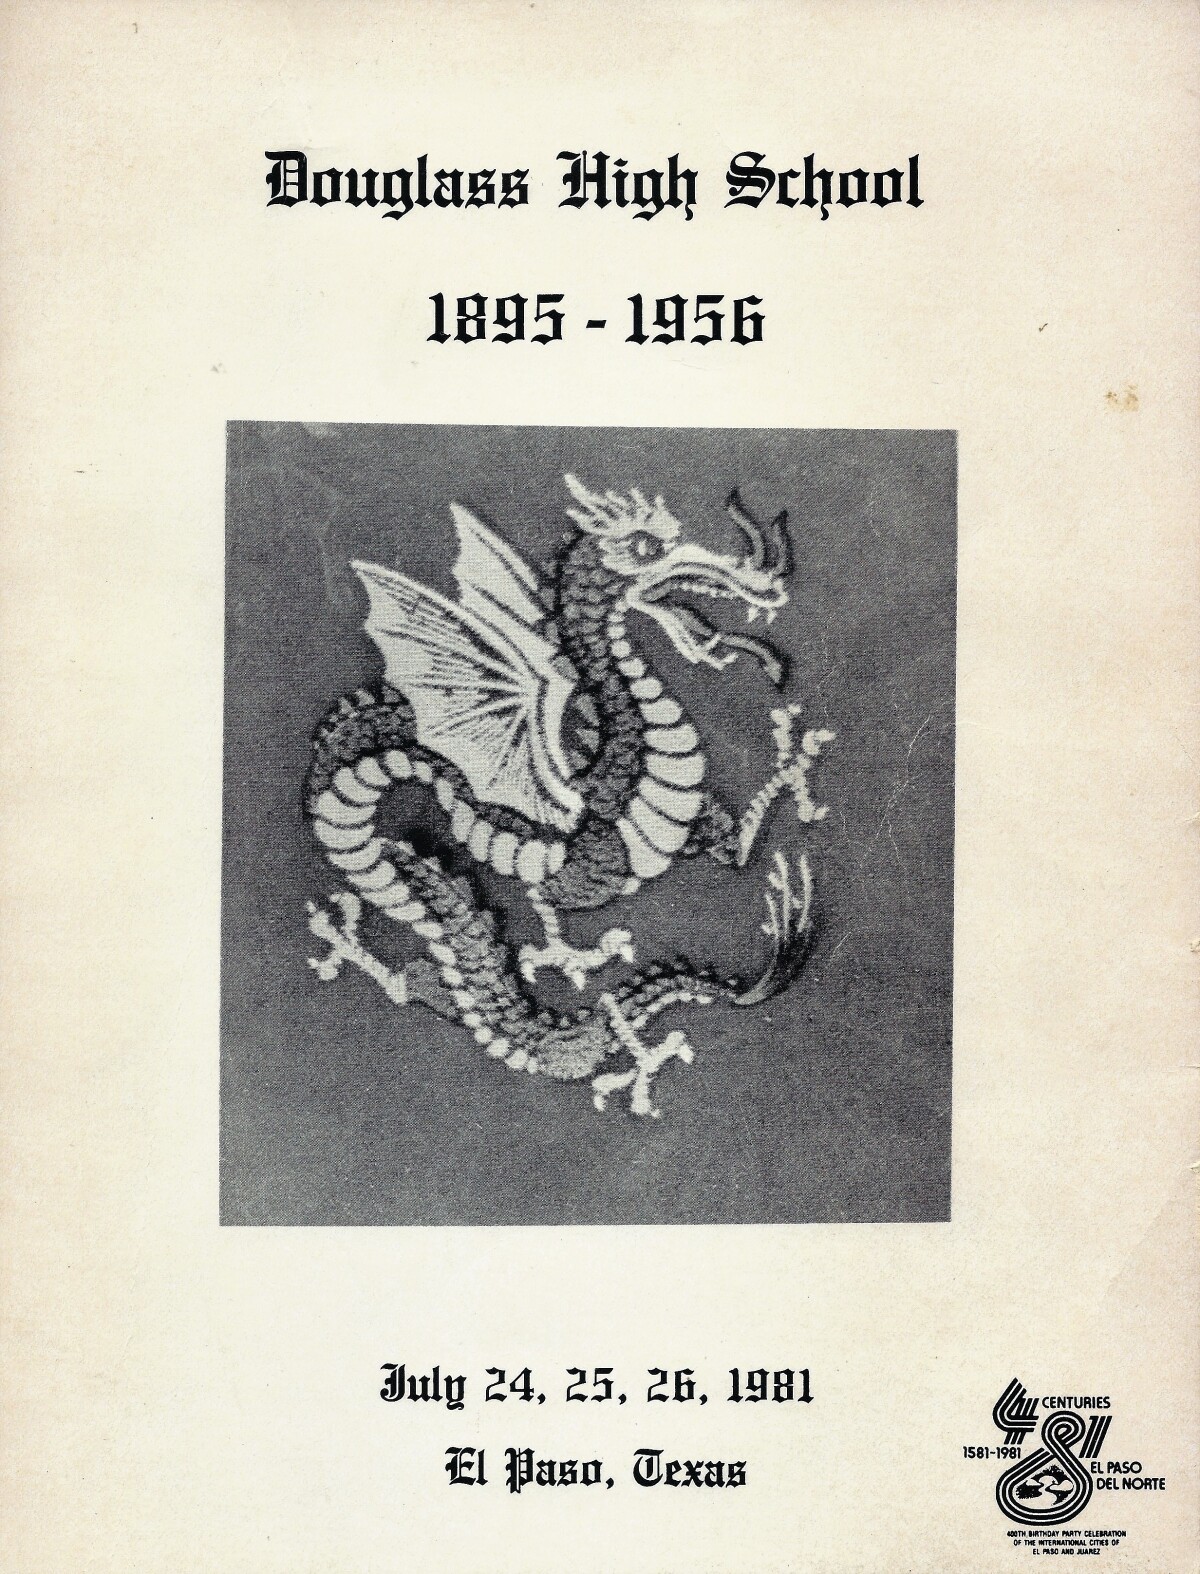 Douglass High School
1895 - 1956
July 24, 25, 26, 1981
El Paso, Texas
4 CENTURIES
81
1581-1981
EL PASO
DEL NORTE
400TH BIRTHDAY PARTY CELEBRATION
OF THE INTERNATIONAL CITIES OF
EL PASO AND JUAREZ